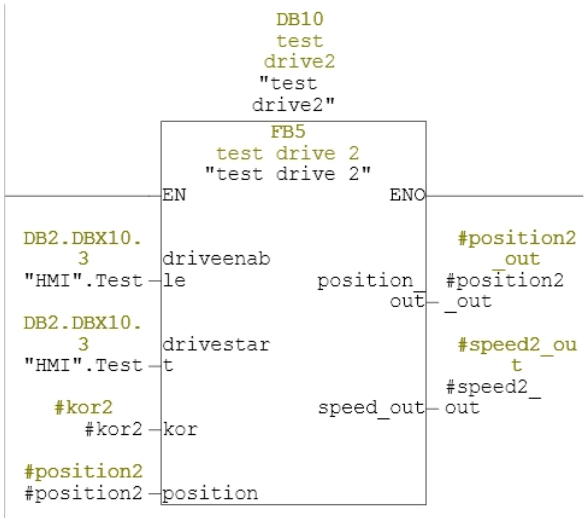 DB10
test
drive2
"test
drive2"
FB5
test drive 2
"test drive 2"
EN ENO
DB2.DBX10.
3
"HMI".Test
driveenab
le
position_
out
#position2
_out
#position2
_out
DB2.DBX10.
3
"HMI".Test
drivestar
t
speed_out
#speed2_ou
t
#speed2_
out
#kor2
#kor2 kor
#position2
#position2 position